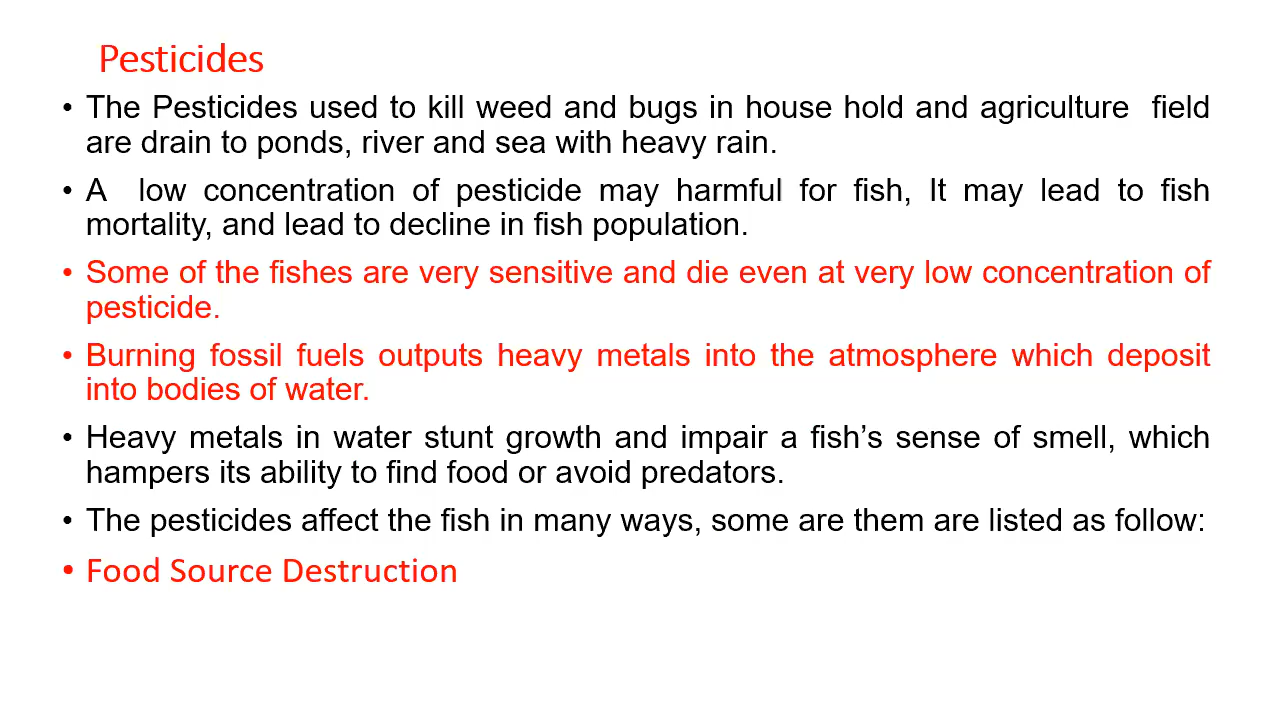 Pesticides
• The Pesticides used to kill weed and bugs in house hold and agriculture field
are drain to ponds, river and sea with heavy rain.
• A low concentration of pesticide may harmful for fish, It may lead to fish
mortality, and lead to decline in fish population.
• Some of the fishes are very sensitive and die even at very low concentration of
pesticide.
• Burning fossil fuels outputs heavy metals into the atmosphere which deposit
into bodies of water.
• Heavy metals in water stunt growth and impair a fish’s sense of smell, which
hampers its ability to find food or avoid predators.
• The pesticides affect the fish in many ways, some are them are listed as follow:
• Food Source Destruction